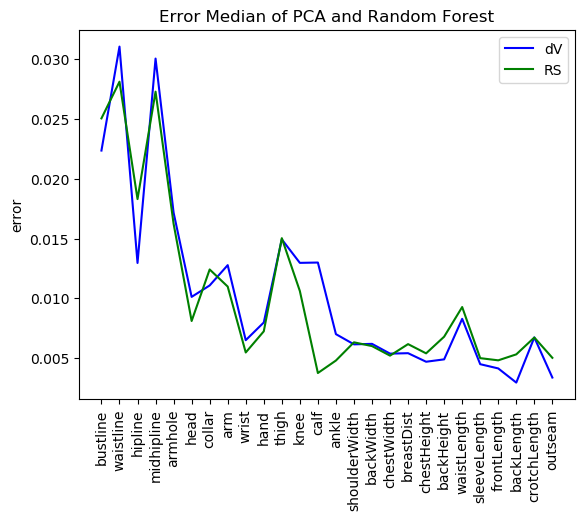 Error Median of PCA and Random Forest
dV
RS
error
0.030
0.025
0.020
0.015
0.010
0.005
bustline
waistline
hipline
midhipline
armhole
head
collar
arm
wrist
hand
thigh
knee
calf
ankle
shoulderWidth
backWidth
chestWidth
breastDist
chestHeight
backHeight
waistLength
sleeveLength
frontLength
backLength
crotchLength
outseam